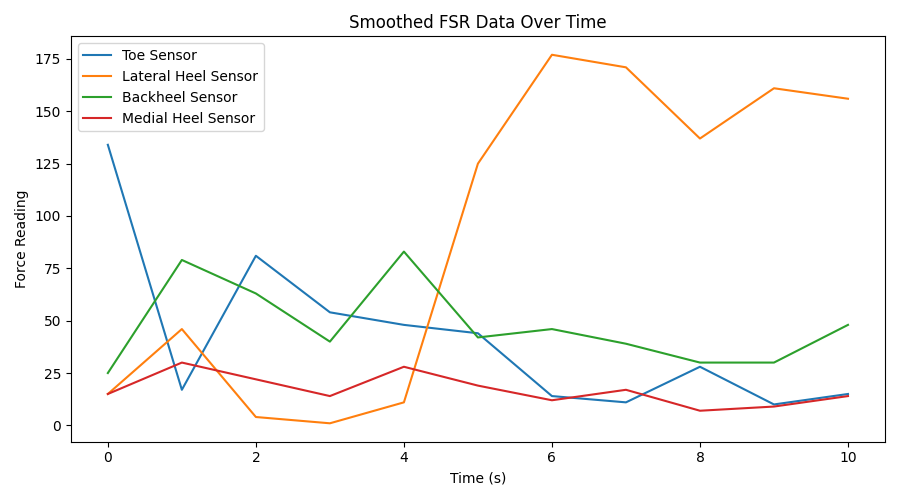 Smoothed FSR Data Over Time
Toe Sensor
Lateral Heel Sensor
Backheel Sensor
Medial Heel Sensor
Force Reading
175
150
125
100
75
50
25
0
0 2 4 6 8 10
Time (s)